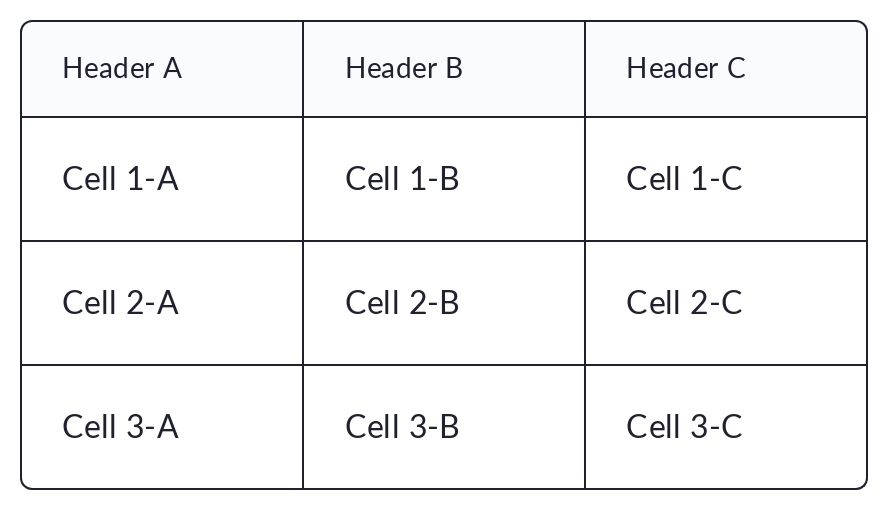 Header A Header B Header C
Cell 1-A Cell 1-B Cell 1-C
Cell 2-A Cell 2-B Cell 2-C
Cell 3-A Cell 3-B Cell 3-C